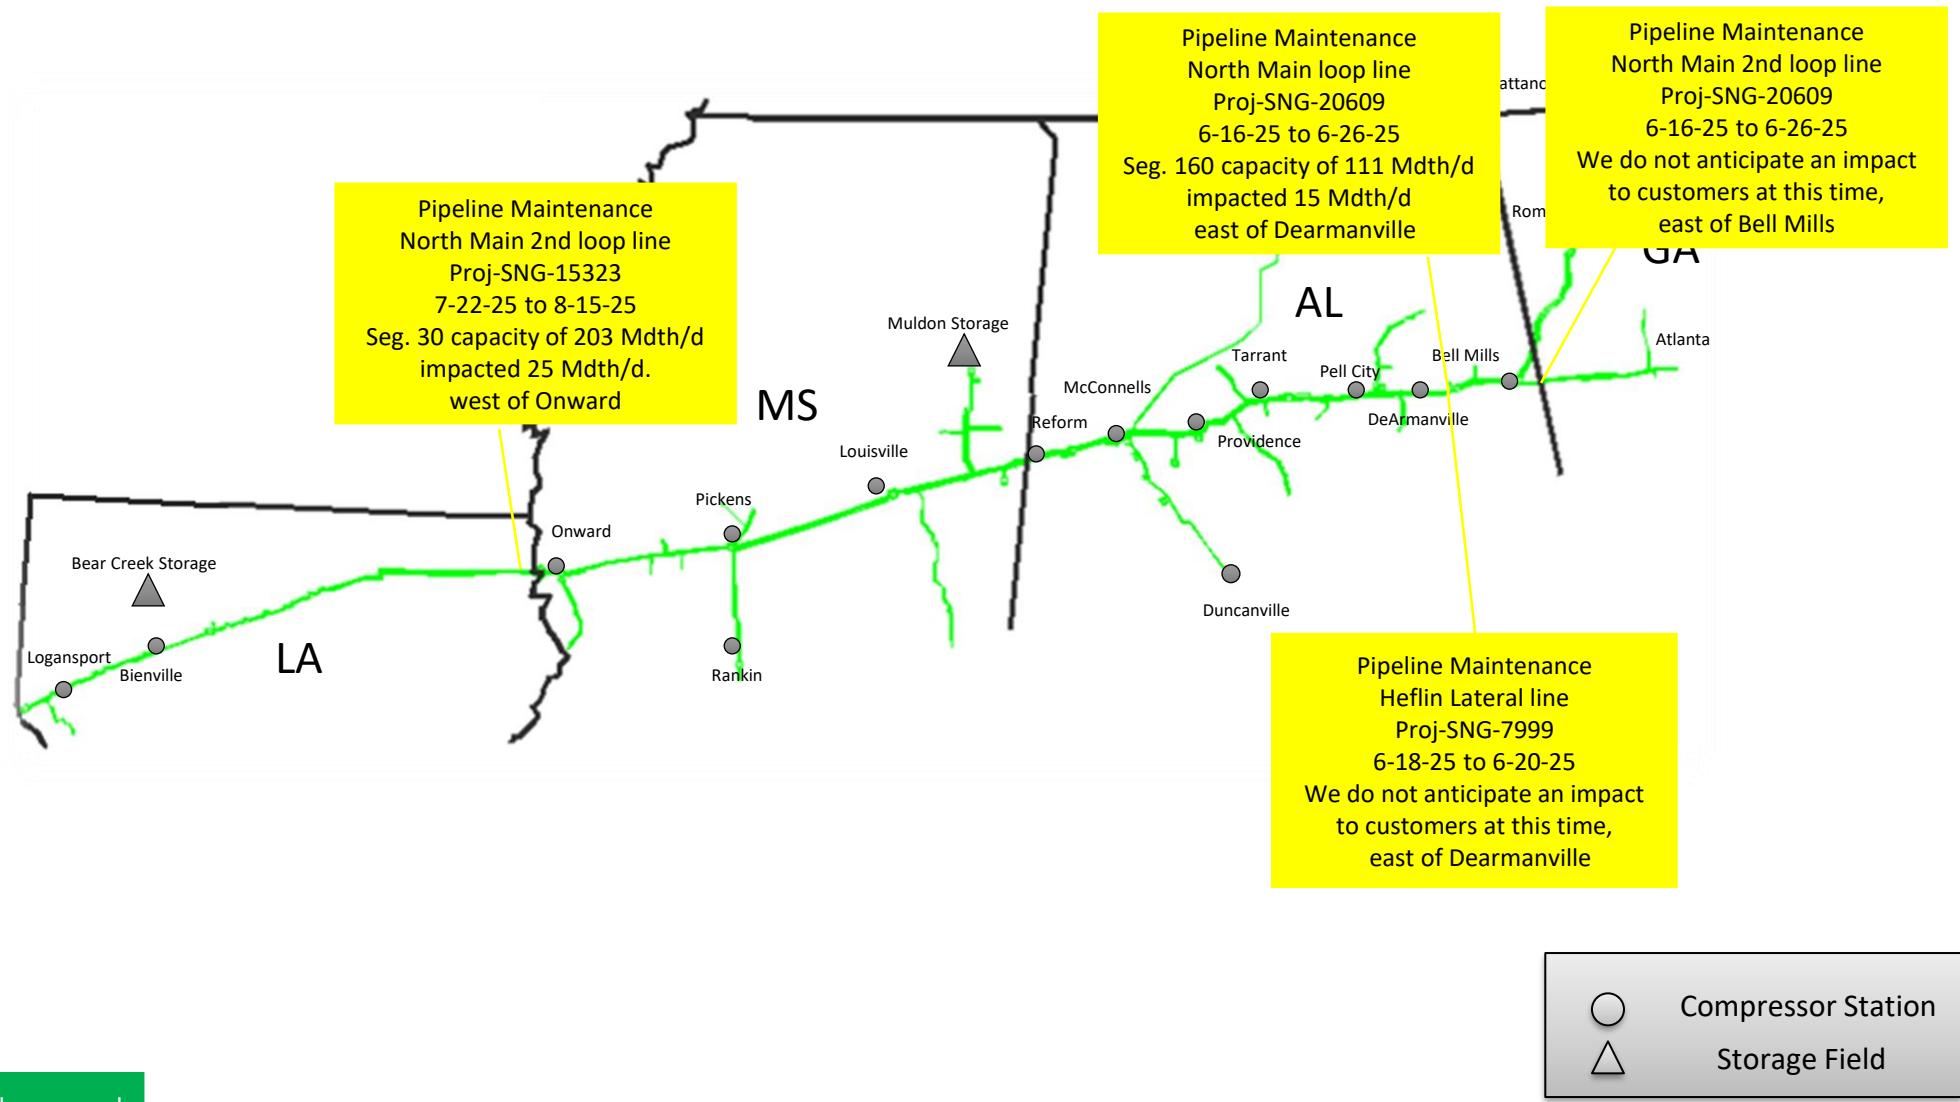 Pipeline Maintenance
North Main loop line
Proj-SNG-20609
6-16-25 to 6-26-25
Seg. 160 capacity of 111 Mdth/d
impacted 15 Mdth/d
east of Dearmanville
Pipeline Maintenance
North Main 2nd loop line
Proj-SNG-20609
6-16-25 to 6-26-25
We do not anticipate an impact
to customers at this time,
east of Bell Mills
Pipeline Maintenance
North Main 2nd loop line
Proj-SNG-15323
7-22-25 to 8-15-25
Seg. 30 capacity of 203 Mdth/d
impacted 25 Mdth/d.
west of Onward
GA
AL
Muldon Storage
Atlanta
Tarrant
Bell Mills
Pell City
McConnells
MS
Reform
DeArmanville
Providence
Louisville
Pickens
Onward
Bear Creek Storage
Duncanville
Logansport
LA
Bienville
Rankin
Pipeline Maintenance
Heflin Lateral line
Proj-SNG-7999
6-18-25 to 6-20-25
We do not anticipate an impact
to customers at this time,
east of Dearmanville
Compressor Station
Storage Field